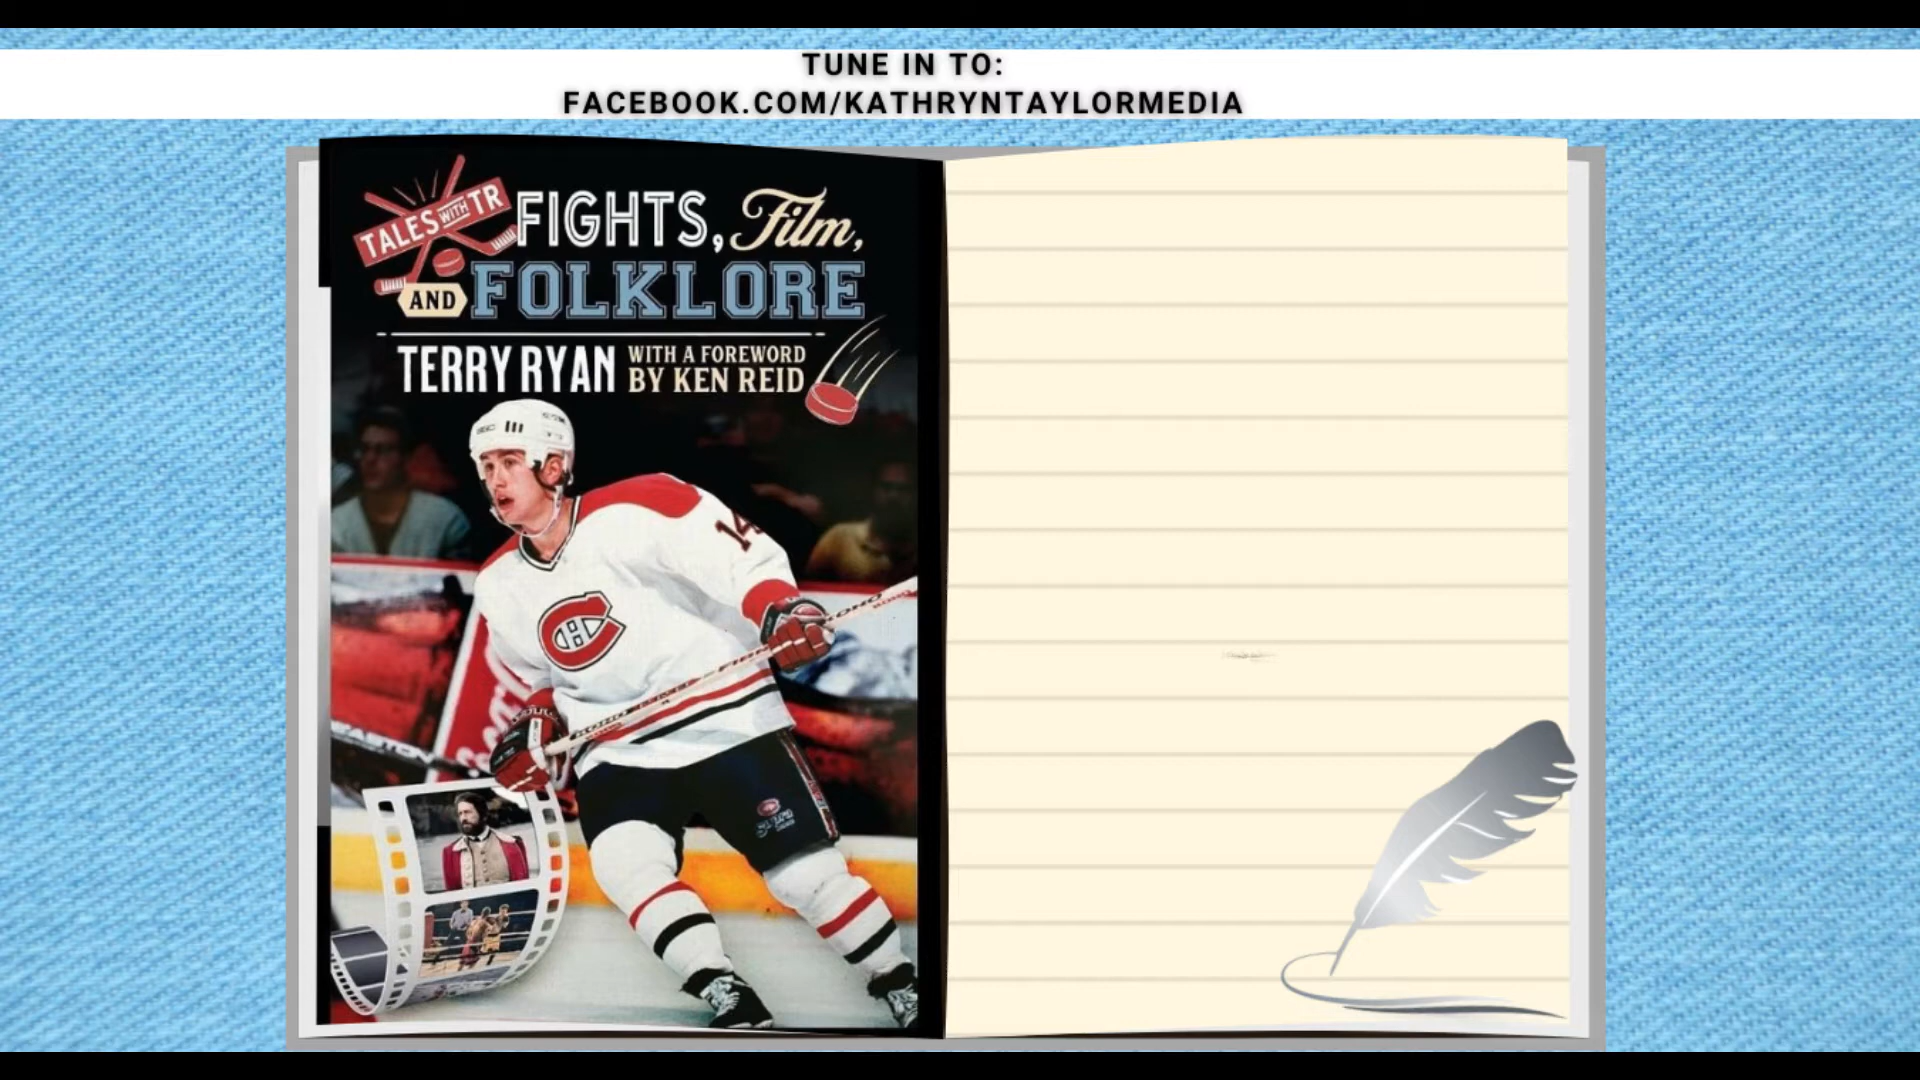 TUNE IN TO:
FACEBOOK.COM/KATHRYNTAYLORMEDIA
TALES WITH TR
FIGHTS, Film,
AND FOLKLORE
TERRY RYAN
WITH A FOREWORD
BY KEN REID
14